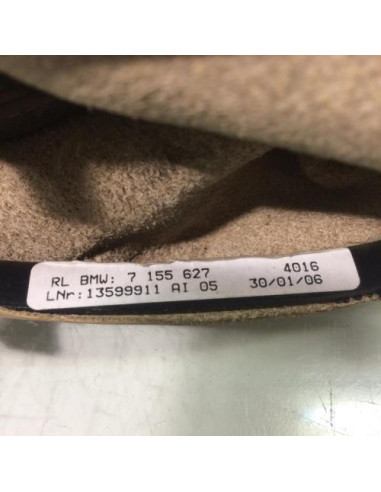 RL BMW: 7 155 627 4016
LNr:13599911 AI 05 30/01/06